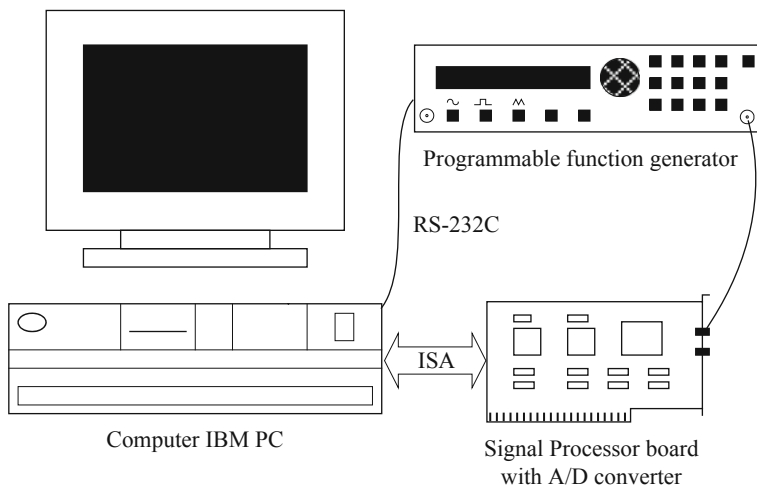 Programmable function generator
RS-232C
ISA
Computer IBM PC
Signal Processor board
with A/D converter